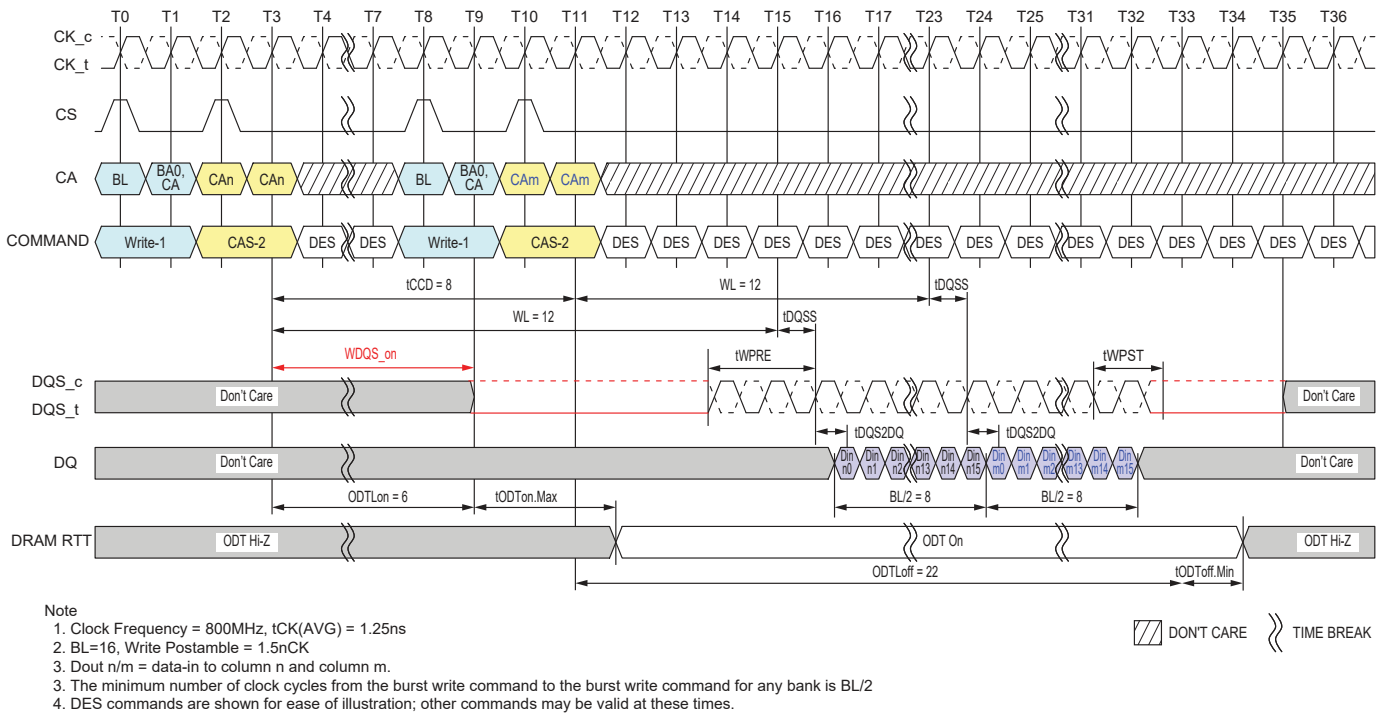 T0 T1 T2 T3 T4 T7 T8 T9 T10 T11 T12 T13 T14 T15 T16 T17 T23 T24 T25 T31 T32 T33 T34 T35 T36
CK_c
CK_t
CS
CA BL BA0, CA CAn CAn BL BA0, CA CAm CAm
COMMAND Write-1 CAS-2 DES DES Write-1 CAS-2 DES DES DES DES DES DES DES DES DES DES DES DES DES DES DES
tCCD = 8 WL = 12 tDQSS
WL = 12 tDQSS
WDQS_on tWPRE tWPST
DQS_c
DQS_t Don't Care Don't Care
tDQS2DQ tDQS2DQ
DQ Don't Care Din n0 Din n1 Din n2 Din n13 Din n14 Din n15 Din m0 Din m1 Din m2 Din m13 Din m14 Din m15 Don't Care
ODTLon = 6 tODTon.Max BL/2 = 8 BL/2 = 8
DRAM RTT ODT Hi-Z ODT On ODT Hi-Z
ODTLoff = 22 tODToff.Min
Note
1. Clock Frequency = 800MHz, tCK(AVG) = 1.25ns
2. BL=16, Write Postamble = 1.5nCK
3. Dout n/m = data-in to column n and column m.
3. The minimum number of clock cycles from the burst write command to the burst write command for any bank is BL/2
4. DES commands are shown for ease of illustration; other commands may be valid at these times.
DON'T CARE TIME BREAK